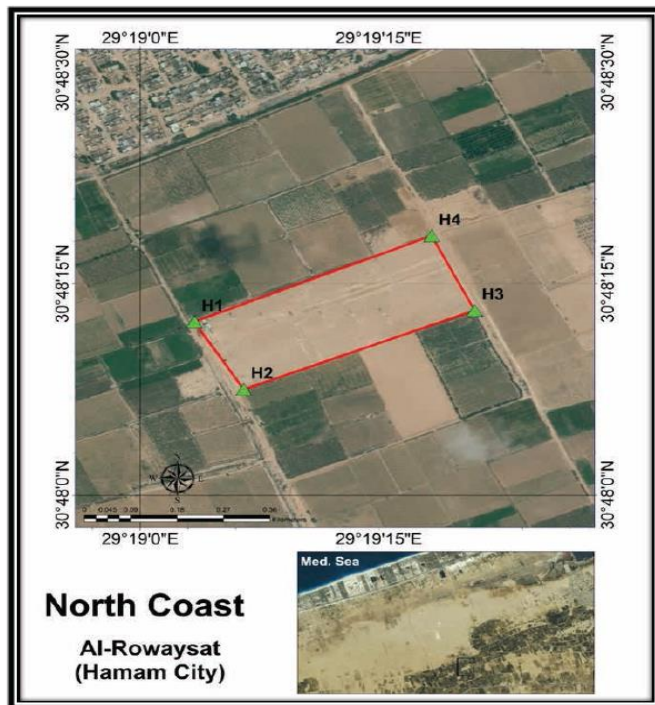 29°19'0"E 29°19'15"E
30°48'30"N 30°48'30"N
H4
30°48'15"N 30°48'15"N
H1 H3
H2
N
W E
S
30°48'0"N 30°48'0"N
29°19'0"E 29°19'15"E
Med. Sea
North Coast
Al-Rowaysat
(Hamam City)